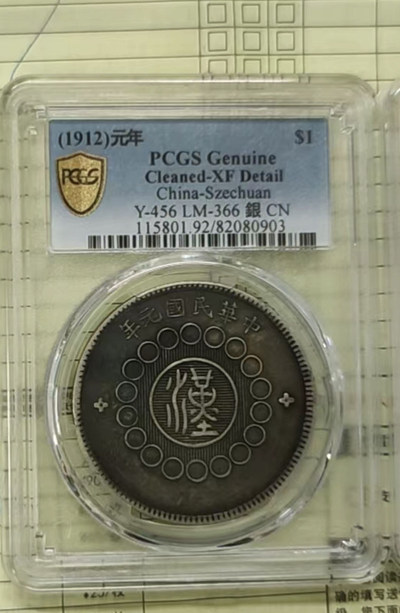 (1912)元年 $1
PCGS Genuine
Cleaned-XF Detail
China-Szechuan
Y-456 LM-366 銀 CN
115801.92/82080903
PCGS
年元國民華中
漢